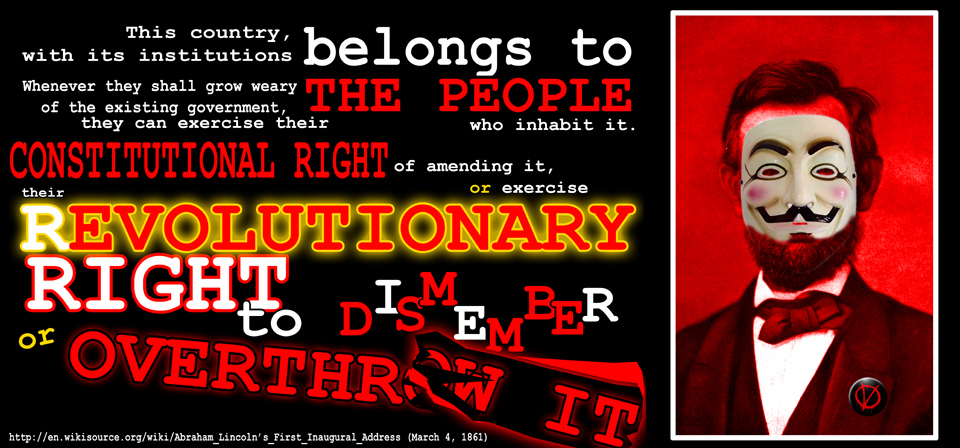 This country,
with its institutions belongs to
THE PEOPLE
who inhabit it.
Whenever they shall grow weary
of the existing government,
they can exercise their
CONSTITUTIONAL RIGHT of amending it,
or exercise
their
REVOLUTIONARY
RIGHT
to DISMEMBER
or OVERTHROW IT
http://en.wikisource.org/wiki/Abraham_Lincoln's_First_Inaugural_Address (March 4, 1861)
V